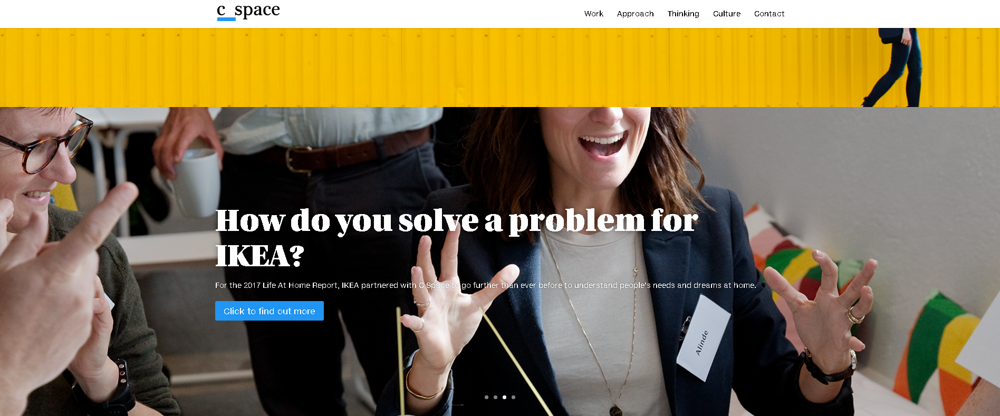 c space
Work Approach Thinking Culture Contact
How do you solve a problem for
IKEA?
For the 2017 Life At Home Report, IKEA partnered with C Space to go further than ever before to understand people's needs and dreams at home.
Click to find out more
Alinde